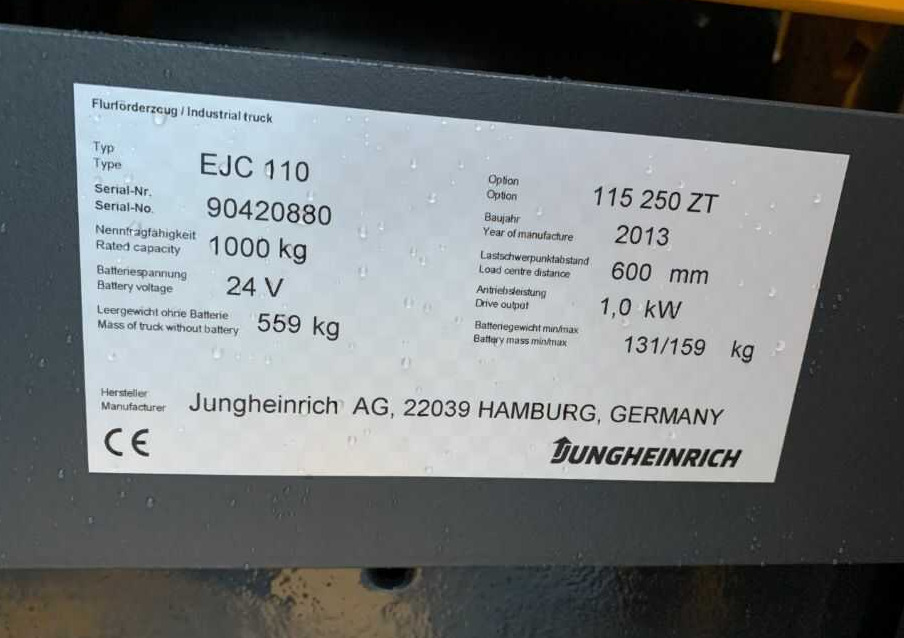 Flurförderzeug / Industrial truck
Typ
Type EJC 110
Serial-Nr.
Serial-No. 90420880
Nenntragfähigkeit
Rated capacity 1000 kg
Batteriespannung
Battery voltage 24 V
Leergewicht ohne Batterie
Mass of truck without battery 559 kg
Option
Option 115 250 ZT
Baujahr
Year of manufacture 2013
Lastschwerpunktabstand
Load centre distance 600 mm
Antriebsleistung
Drive output 1,0 kW
Batteriegewicht min/max
Battery mass min/max 131/159 kg
Hersteller
Manufacturer Jungheinrich AG, 22039 HAMBURG, GERMANY
CE
JUNGHEINRICH